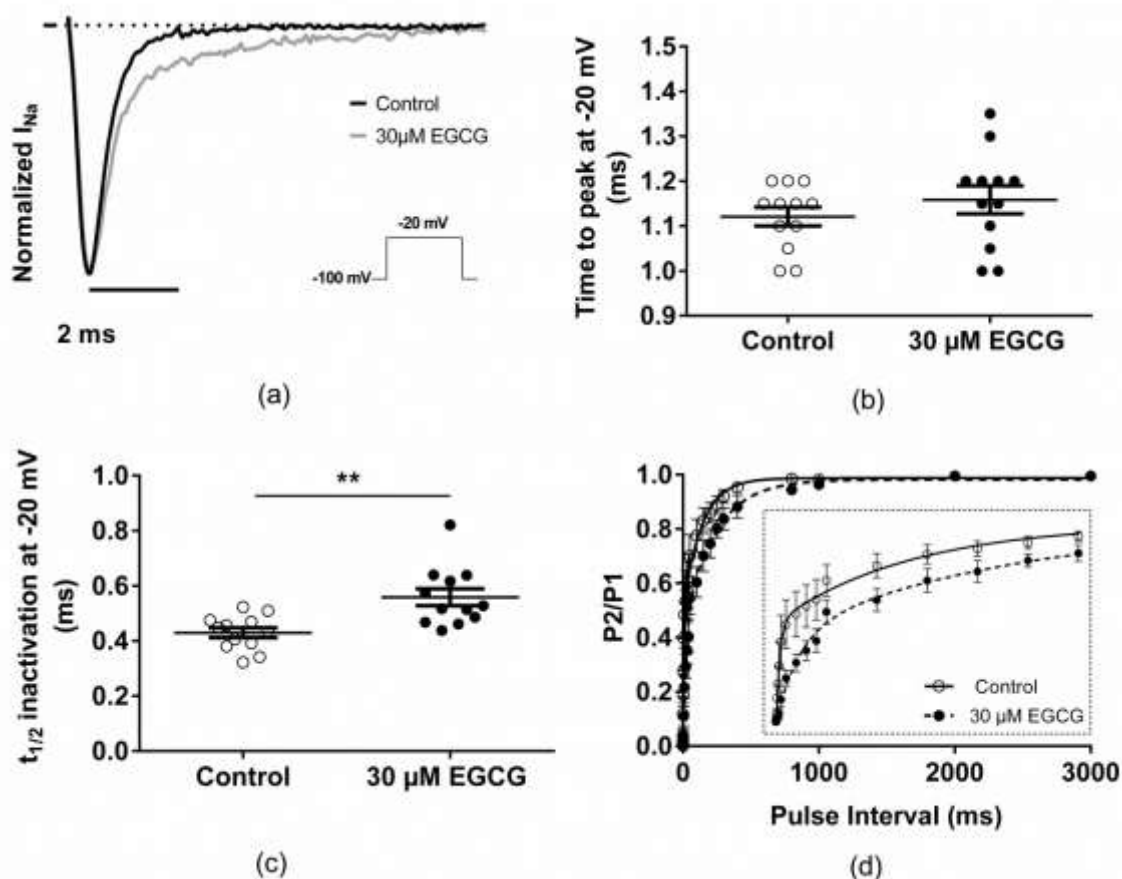 Normalized I_Na
Control
30µM EGCG
-20 mV
-100 mV
2 ms
(a)
Time to peak at -20 mV
(ms)
1.5
1.4
1.3
1.2
1.1
1.0
0.9
Control
30 µM EGCG
(b)
t_1/2 inactivation at -20 mV
(ms)
1.0
0.8
0.6
0.4
0.2
0.0
**
Control
30 µM EGCG
(c)
P2/P1
1.0
0.8
0.6
0.4
0.2
0.0
Control
30 µM EGCG
0
1000
2000
3000
Pulse Interval (ms)
(d)